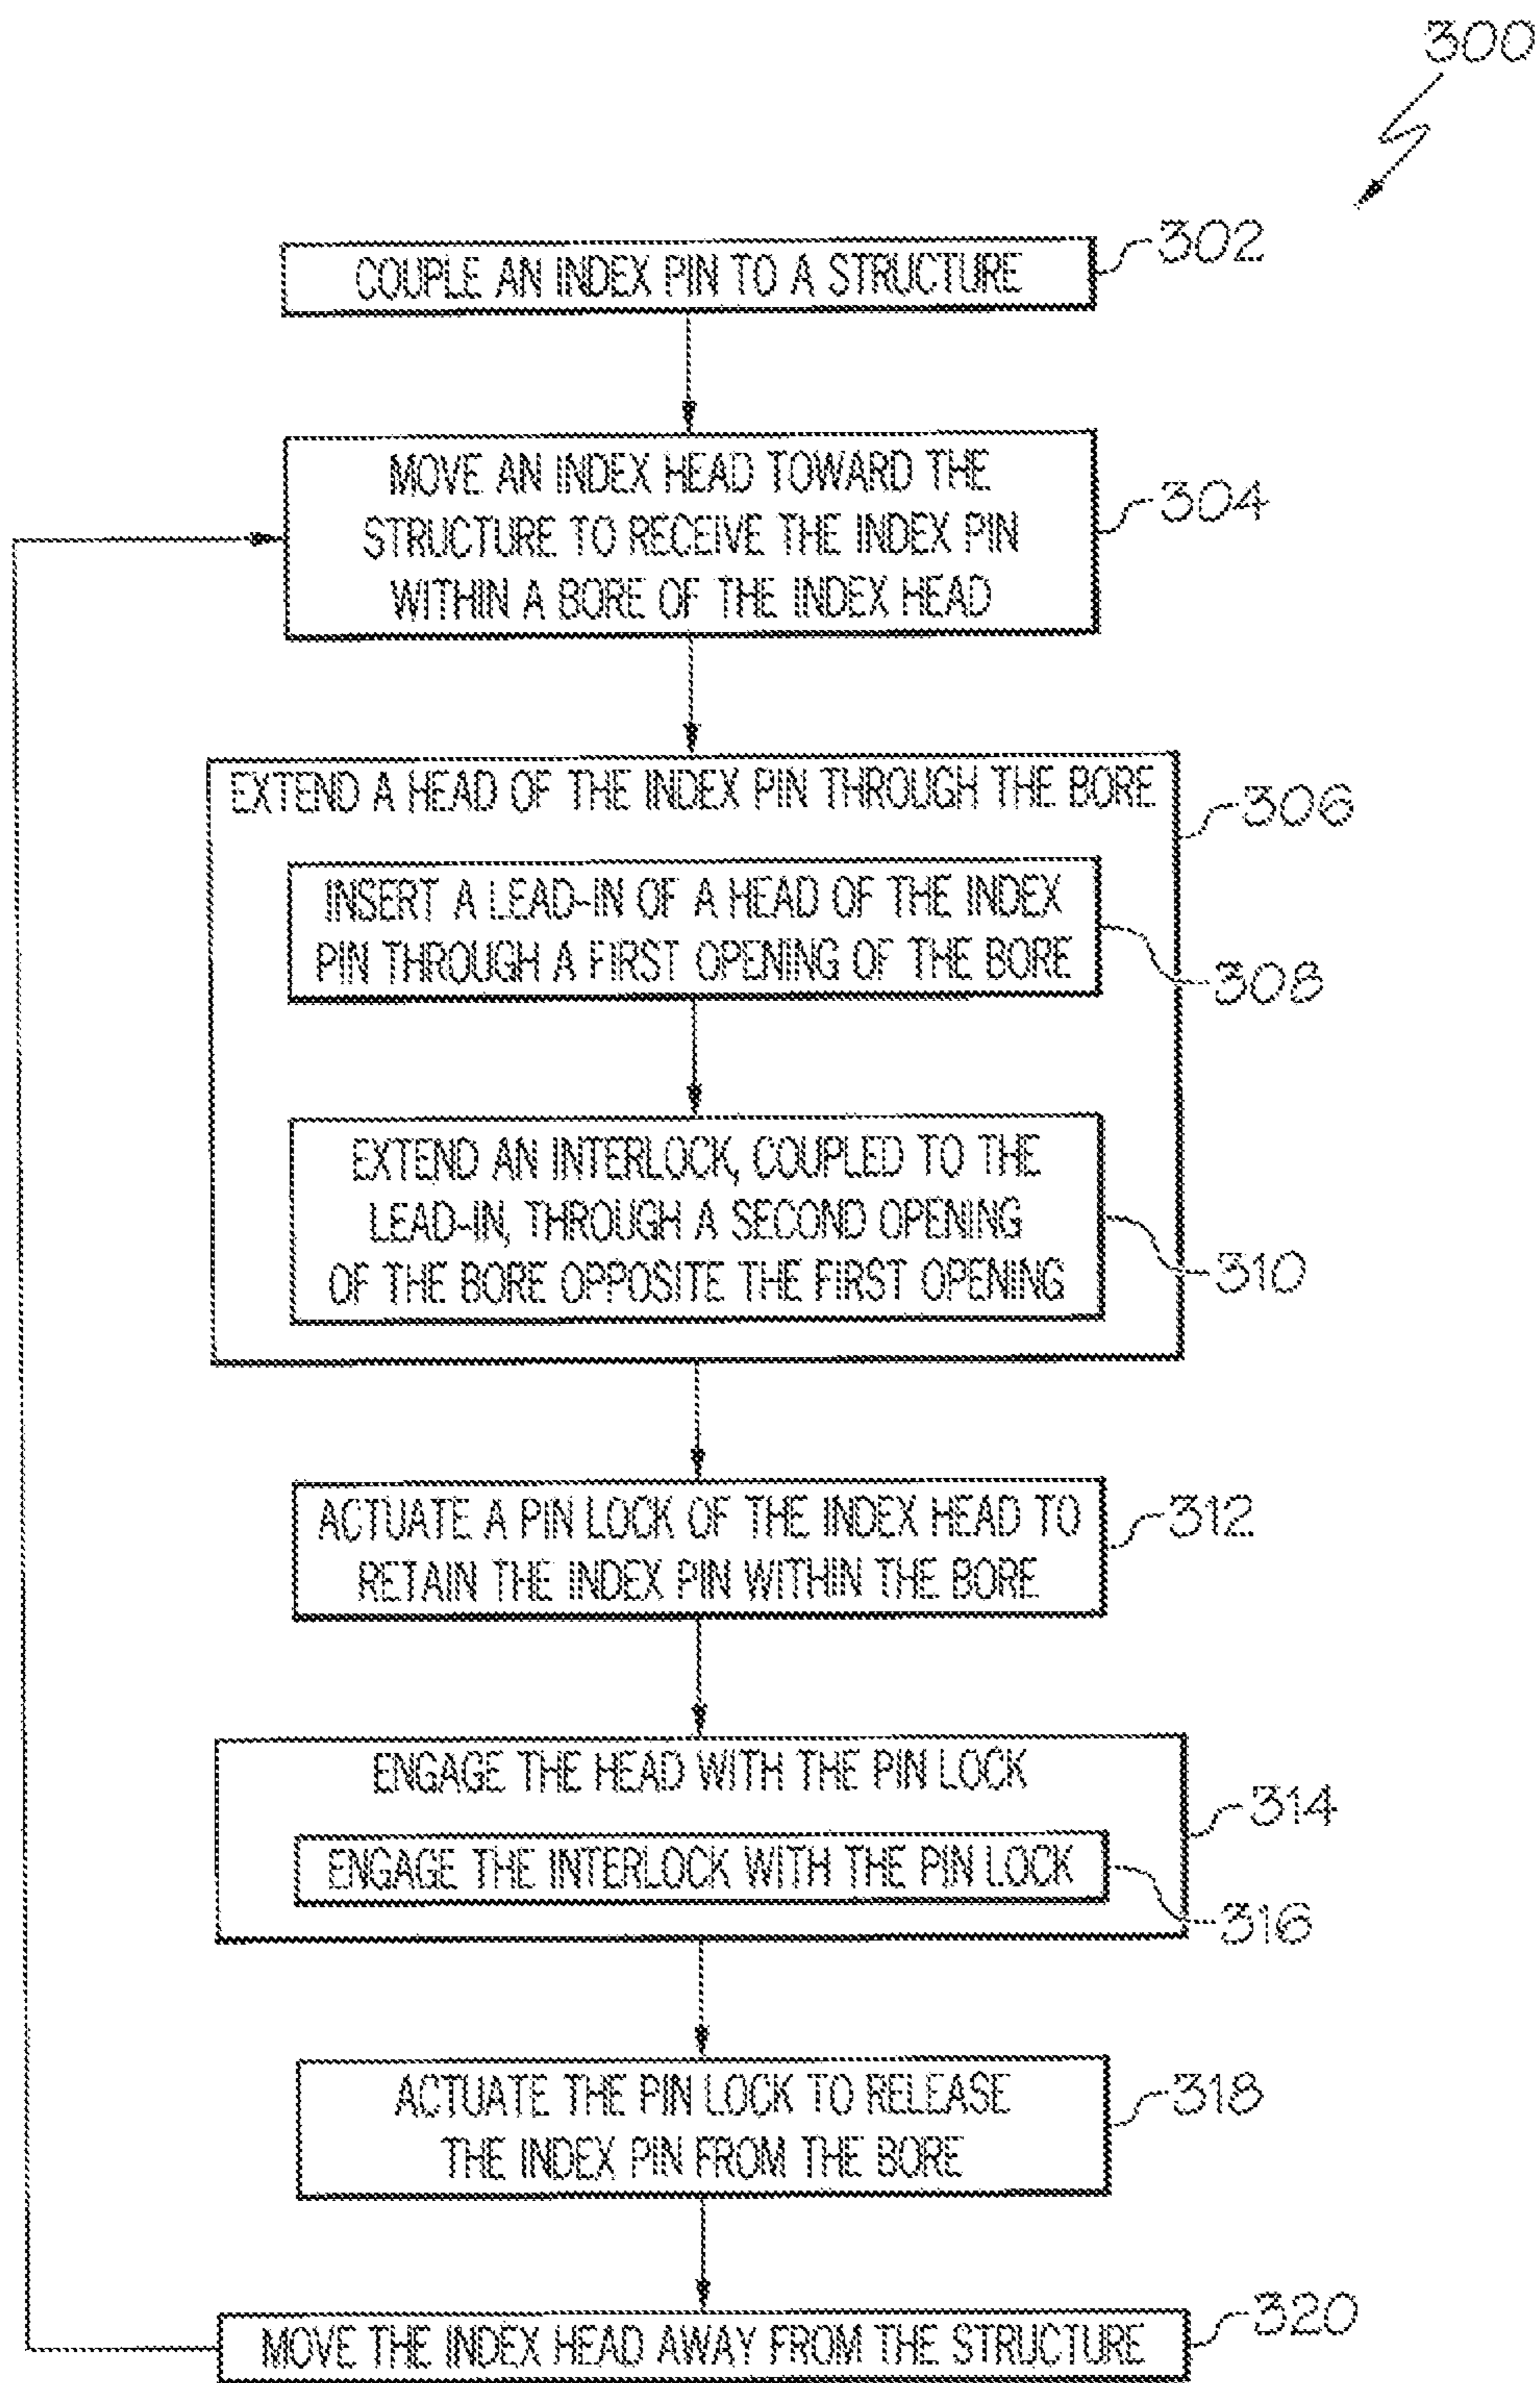 300
COUPLE AN INDEX PIN TO A STRUCTURE
302
MOVE AN INDEX HEAD TOWARD THE
STRUCTURE TO RECEIVE THE INDEX PIN
WITHIN A BORE OF THE INDEX HEAD
304
EXTEND A HEAD OF THE INDEX PIN THROUGH THE BORE
306
INSERT A LEAD-IN OF A HEAD OF THE INDEX
PIN THROUGH A FIRST OPENING OF THE BORE
308
EXTEND AN INTERLOCK, COUPLED TO THE
LEAD-IN, THROUGH A SECOND OPENING
OF THE BORE OPPOSITE THE FIRST OPENING
310
ACTUATE A PIN LOCK OF THE INDEX HEAD TO
RETAIN THE INDEX PIN WITHIN THE BORE
312
ENGAGE THE HEAD WITH THE PIN LOCK
314
ENGAGE THE INTERLOCK WITH THE PIN LOCK
316
ACTUATE THE PIN LOCK TO RELEASE
THE INDEX PIN FROM THE BORE
318
MOVE THE INDEX HEAD AWAY FROM THE STRUCTURE
320